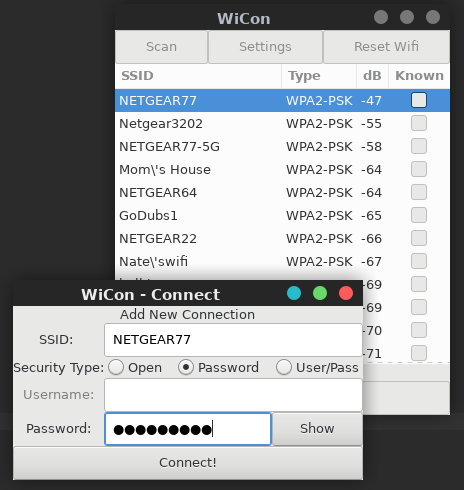 WiCon
Scan Settings Reset Wifi
SSID Type dB Known
NETGEAR77 WPA2-PSK -47
Netgear3202 WPA2-PSK -55
NETGEAR77-5G WPA2-PSK -58
Mom\'s House WPA2-PSK -64
NETGEAR64 WPA2-PSK -64
GoDubs1 WPA2-PSK -65
NETGEAR22 WPA2-PSK -66
Nate\'swifi WPA2-PSK -67
-69
-69
-70
-71
WiCon - Connect
Add New Connection
SSID: NETGEAR77
Security Type: Open Password User/Pass
Username:
Password: ●●●●●●●●● Show
Connect!